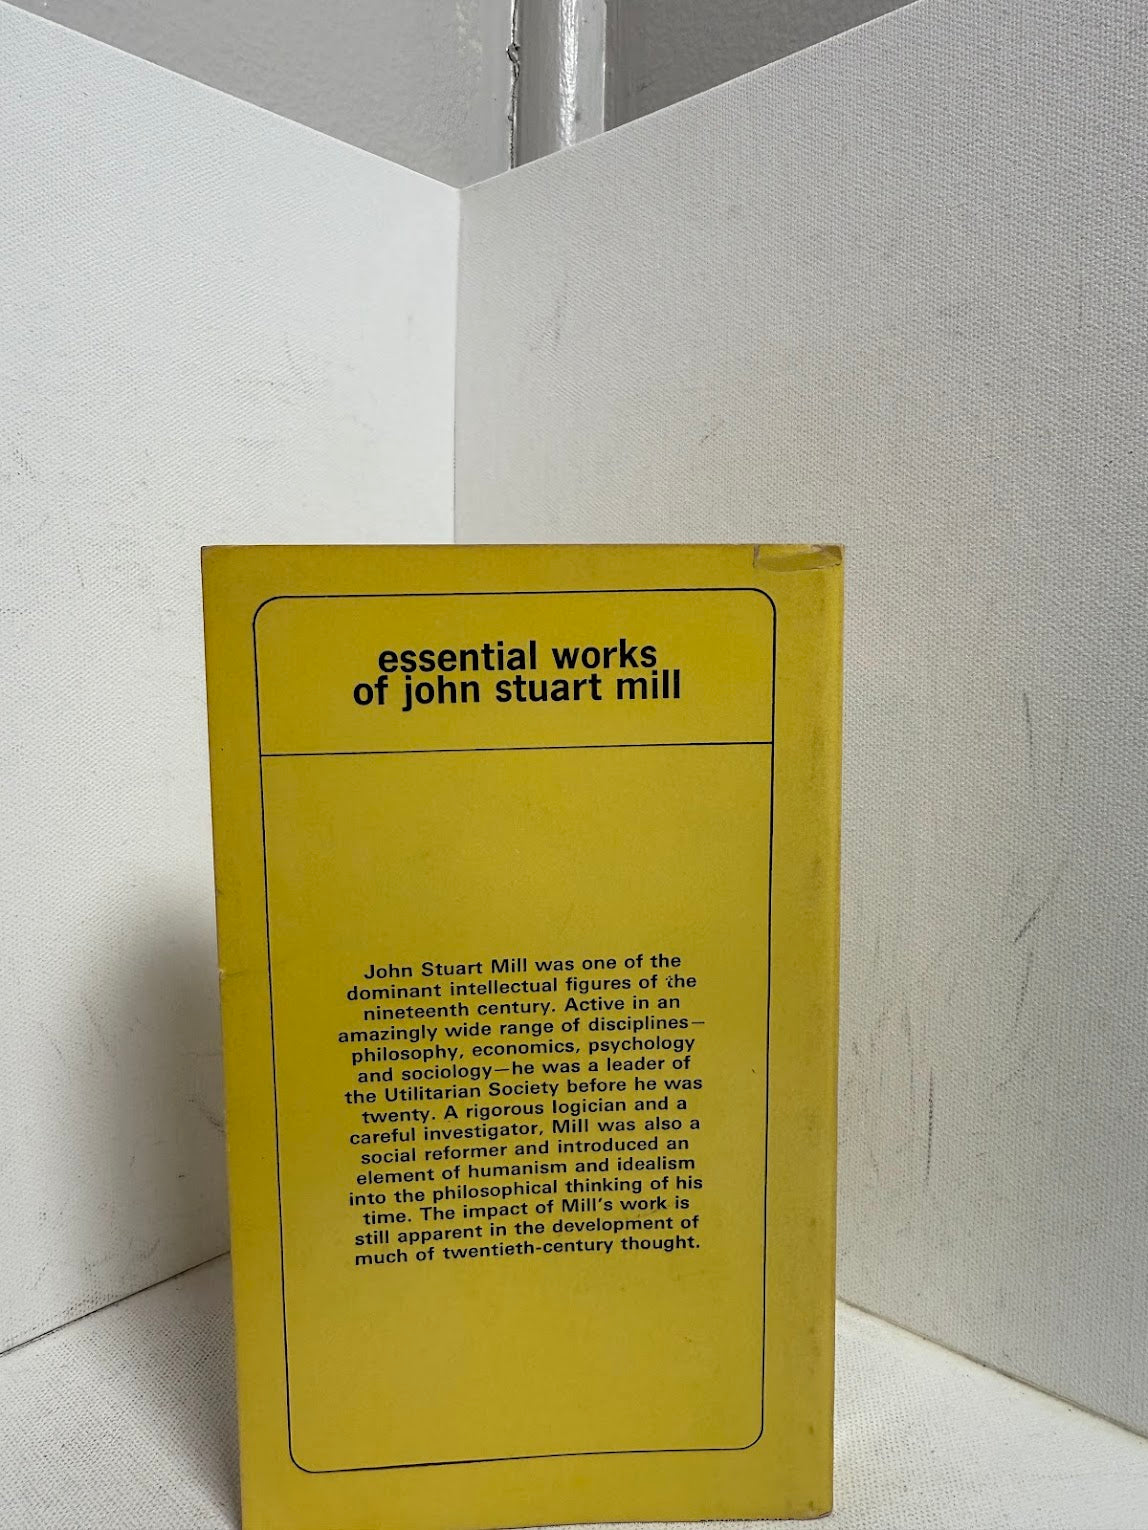 essential works
of john stuart mill
John Stuart Mill was one of the
dominant intellectual figures of the
nineteenth century. Active in an
amazingly wide range of disciplines—
philosophy, economics, psychology
and sociology—he was a leader of
the Utilitarian Society before he was
twenty. A rigorous logician and a
careful investigator, Mill was also a
social reformer and introduced an
element of humanism and idealism
into the philosophical thinking of his
time. The impact of Mill's work is
still apparent in the development of
much of twentieth-century thought.